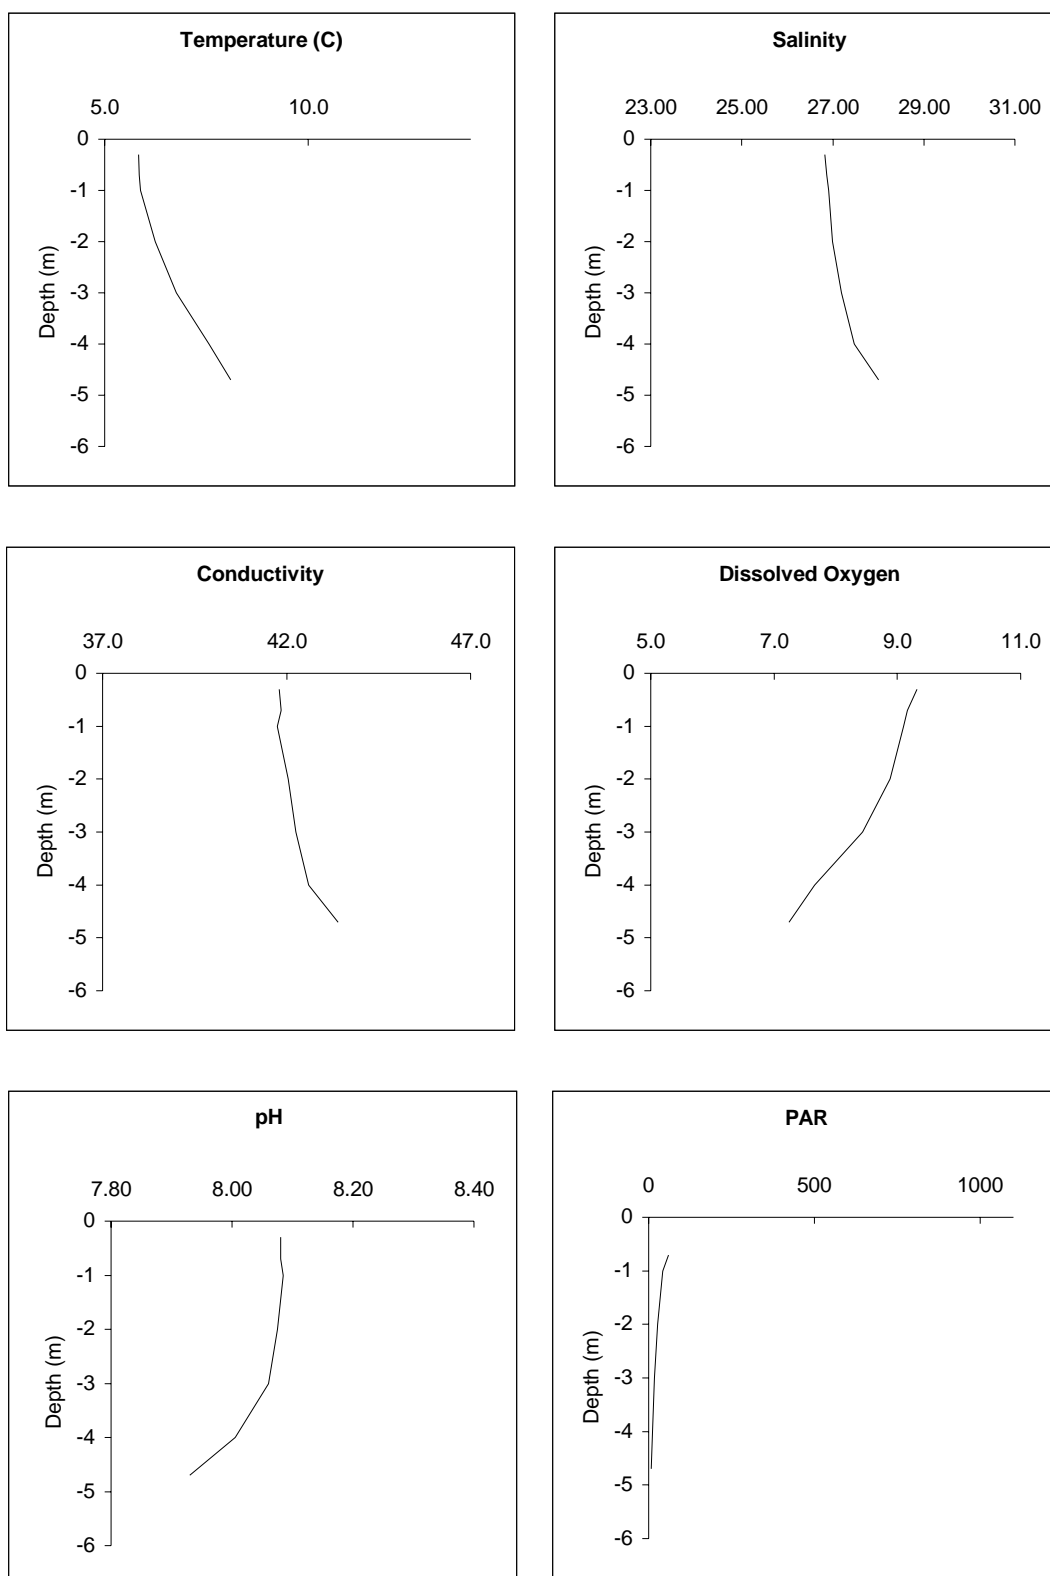 Temperature (C)
5.0 10.0
0
-1
-2
-3
-4
-5
-6
Depth (m)
Salinity
23.00 25.00 27.00 29.00 31.00
0
-1
-2
-3
-4
-5
-6
Depth (m)
Conductivity
37.0 42.0 47.0
0
-1
-2
-3
-4
-5
-6
Depth (m)
Dissolved Oxygen
5.0 7.0 9.0 11.0
0
-1
-2
-3
-4
-5
-6
Depth (m)
pH
7.80 8.00 8.20 8.40
0
-1
-2
-3
-4
-5
-6
Depth (m)
PAR
0 500 1000
0
-1
-2
-3
-4
-5
-6
Depth (m)